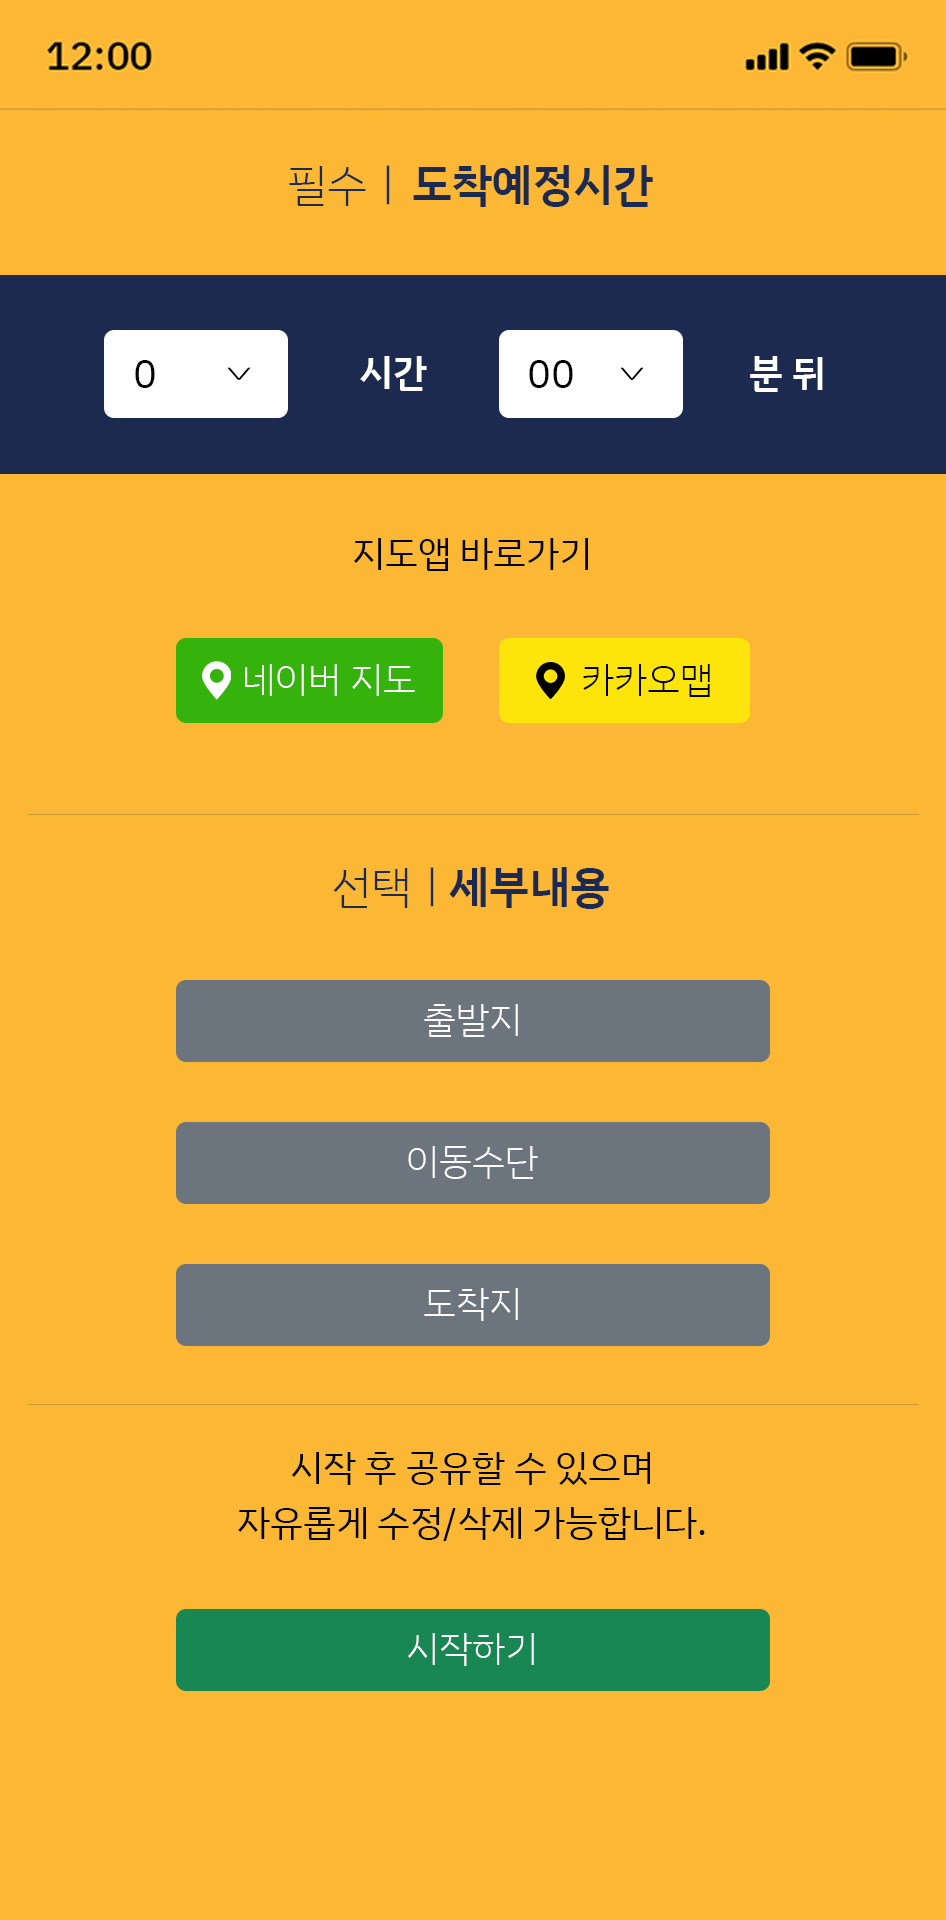 12:00
필수 | 도착예정시간
0 시간 00 분 뒤
지도앱 바로가기
네이버 지도 카카오맵
선택 | 세부내용
출발지
이동수단
도착지
시작 후 공유할 수 있으며
자유롭게 수정/삭제 가능합니다.
시작하기